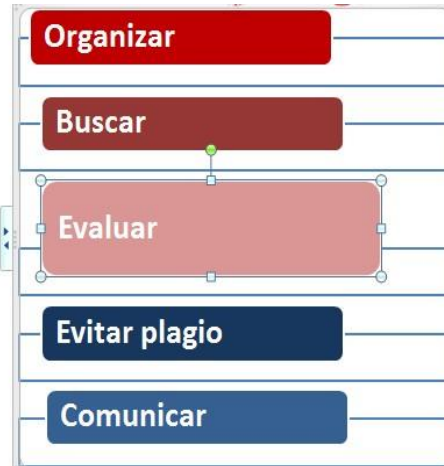 Organizar
Buscar
Evaluar
Evitar plagio
Comunicar